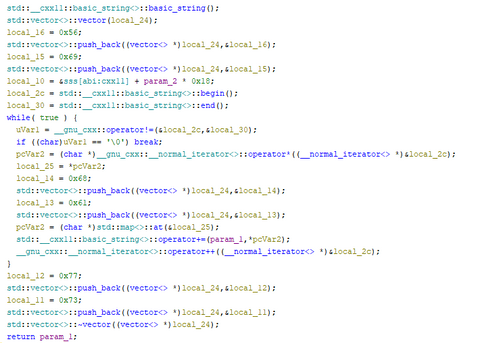 std::__cxx11::basic_string<>::basic_string();
std::vector<>::vector(local_24);
local_16 = 0x56;
std::vector<>::push_back((vector<> *)local_24,&local_16);
local_15 = 0x69;
std::vector<>::push_back((vector<> *)local_24,&local_15);
local_10 = &sss[abi:cxx11] + param_2 * 0x18;
local_2c = std::__cxx11::basic_string<>::begin();
local_30 = std::__cxx11::basic_string<>::end();
while( true ) {
uVar1 = __gnu_cxx::operator!=(&local_2c,&local_30);
if ((char)uVar1 == '\0') break;
pcVar2 = (char *)__gnu_cxx::__normal_iterator<>::operator*((__normal_iterator<> *)&local_2c);
local_25 = *pcVar2;
local_14 = 0x68;
std::vector<>::push_back((vector<> *)local_24,&local_14);
local_13 = 0x61;
std::vector<>::push_back((vector<> *)local_24,&local_13);
pcVar2 = (char *)std::map<>::at(&local_25);
std::__cxx11::basic_string<>::operator+=(param_1,*pcVar2);
__gnu_cxx::__normal_iterator<>::operator++((__normal_iterator<> *)&local_2c);
}
local_12 = 0x77;
std::vector<>::push_back((vector<> *)local_24,&local_12);
local_11 = 0x73;
std::vector<>::push_back((vector<> *)local_24,&local_11);
std::vector<>::~vector((vector<> *)local_24);
return param_1;